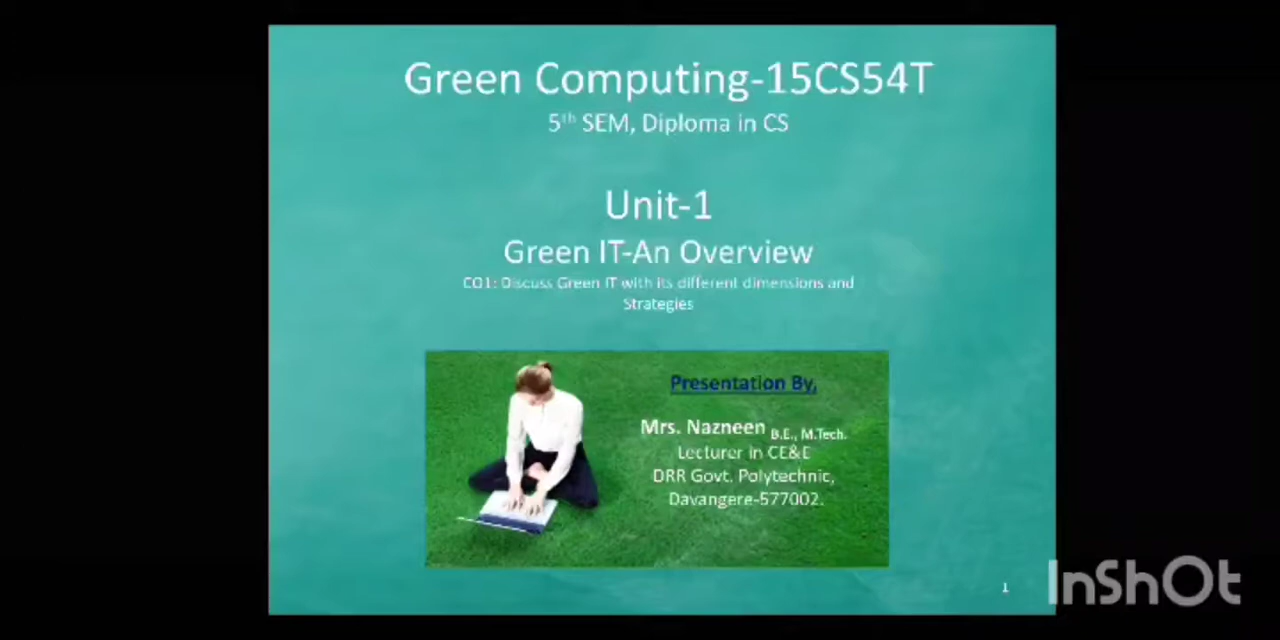 Green Computing-15CS54T
5th SEM, Diploma in CS
Unit-1
Green IT-An Overview
CO1: Discuss Green IT with its different dimensions and
Strategies
Presentation By,
Mrs. Nazneen B.E., M.Tech.
Lecturer in CE&E
DRR Govt. Polytechnic,
Davangere-577002.
1
InShOt